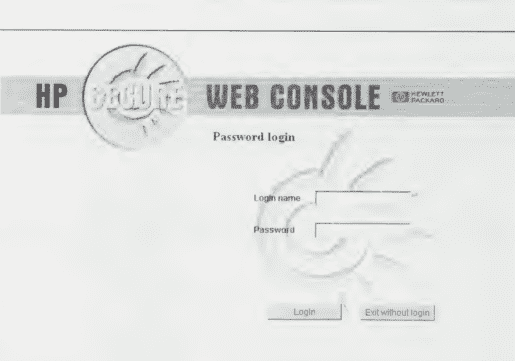 HP SECURE WEB CONSOLE HEWLETT PACKARD
Password login
Login name
Password
Login Exit without login